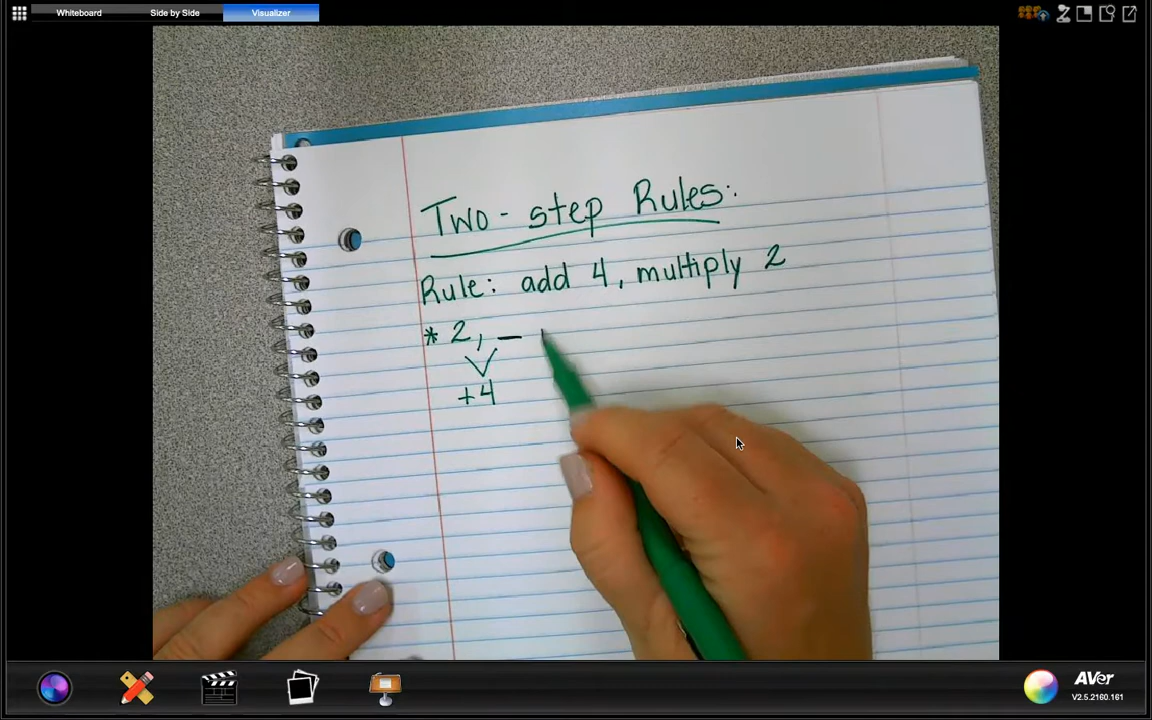 Whiteboard Side by Side Visualizer
Two-step Rules:
Rule: add 4, multiply 2
* 2, _
+4
AVer
V2.5.2160.161